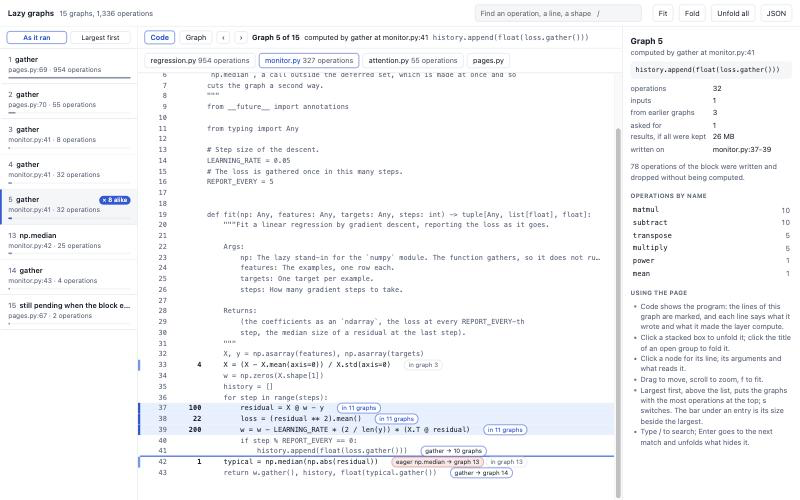 Lazy graphs 15 graphs, 1,336 operations
Find an operation, a line, a shape /
Fit
Fold
Unfold all
JSON
As it ran
Largest first
1 gather
pages.py:69 · 954 operations
2 gather
pages.py:70 · 55 operations
3 gather
monitor.py:41 · 8 operations
4 gather
monitor.py:41 · 32 operations
5 gather × 8 alike
monitor.py:41 · 32 operations
13 np.median
monitor.py:42 · 25 operations
14 gather
monitor.py:43 · 4 operations
15 still pending when the block e...
pages.py:67 · 2 operations
Code
Graph
‹
›
Graph 5 of 15 computed by gather at monitor.py:41 history.append(float(loss.gather()))
regression.py 954 operations
monitor.py 327 operations
attention.py 55 operations
pages.py
6 `np.median`, a call outside the deferred set, which is made at once and so
7 cuts the graph a second way.
8 """
9 from __future__ import annotations
10
11 from typing import Any
12
13 # Step size of the descent.
14 LEARNING_RATE = 0.05
15 # The loss is gathered once in this many steps.
16 REPORT_EVERY = 5
17
18
19 def fit(np: Any, features: Any, targets: Any, steps: int) -> tuple[Any, list[float], float]:
20 """Fit a linear regression by gradient descent, reporting the loss as it goes.
21
22 Args:
23 np: The lazy stand-in for the `numpy` module. The function gathers, so it does not ru…
24 features: The examples, one row each.
25 targets: One target per example.
26 steps: How many gradient steps to take.
27
28 Returns:
29 (the coefficients as an `ndarray`, the loss at every REPORT_EVERY-th
30 step, the median size of a residual at the last step).
31 """
32 X, y = np.asarray(features), np.asarray(targets)
33 4 X = (X − X.mean(axis=0)) / X.std(axis=0) in graph 3
34 w = np.zeros(X.shape[1])
35 history = []
36 for step in range(steps):
37 100 residual = X @ w − y in 11 graphs
38 22 loss = (residual ** 2).mean() in 11 graphs
39 200 w = w − LEARNING_RATE * (2 / len(y)) * (X.T @ residual) in 11 graphs
40 if step % REPORT_EVERY == 0:
41 history.append(float(loss.gather())) gather → 10 graphs
42 1 typical = np.median(np.abs(residual)) eager np.median → graph 13 in graph 13
43 return w.gather(), history, float(typical.gather()) gather → graph 14
Graph 5
computed by gather at monitor.py:41
history.append(float(loss.gather()))
operations 32
inputs 1
from earlier graphs 3
asked for 1
results, if all were kept 26 MB
written on monitor.py:37–39
78 operations of the block were written and
dropped without being computed.
OPERATIONS BY NAME
matmul 10
subtract 10
transpose 5
multiply 5
power 1
mean 1
USING THE PAGE
• Code shows the program: the lines of this
graph are marked, and each line says what it
wrote and what it made the layer compute.
• Click a stacked box to unfold it; click the title
of an open group to fold it.
• Click a node for its line, its arguments and
what reads it.
• Drag to move, scroll to zoom, f to fit.
• Largest first, above the list, puts the graphs
with the most operations at the top; s
switches. The bar under an entry is its size
beside the largest.
• Type / to search; Enter goes to the next
match and unfolds what hides it.